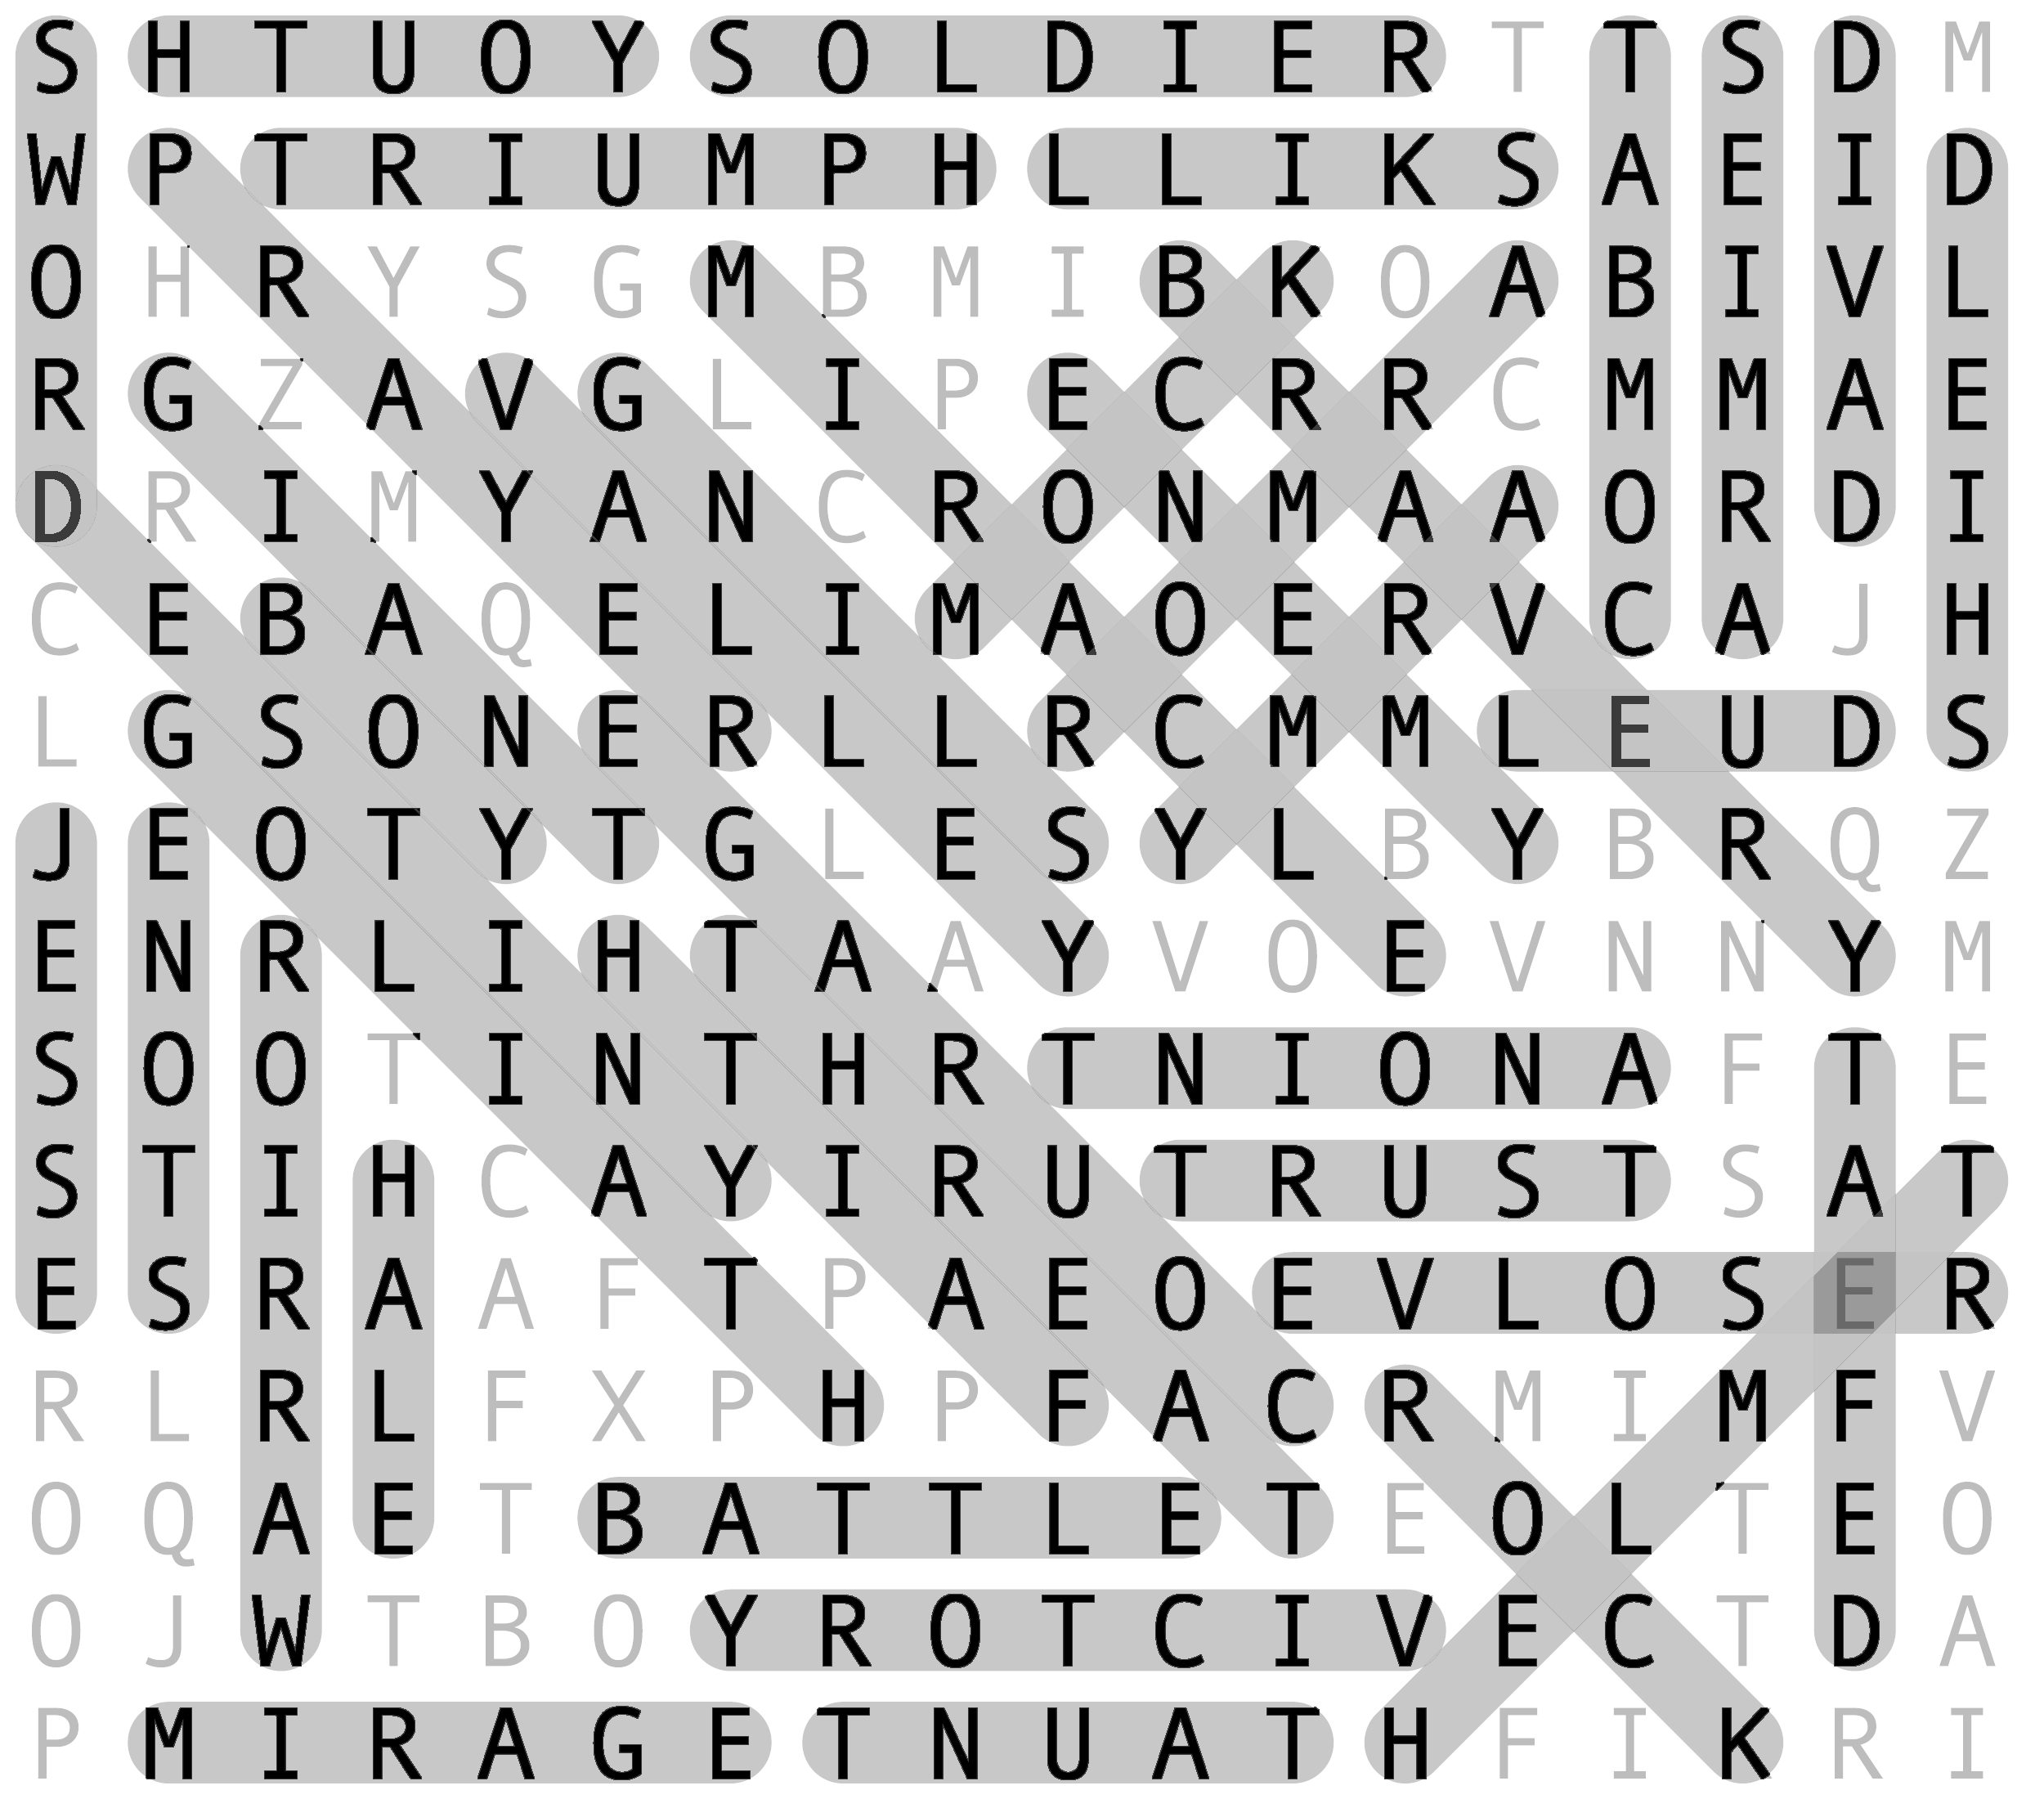 S H T U O Y S O L D I E R T T S D M
W P T R I U M P H L L I K S A E I D
O H R Y S G M B M I B K O A B I V L
R G Z A V G L I P E C R R C M M A E
D R I M Y A N C R O N M A A O R D I
C E B A Q E L I M A O E R V C A J H
L G S O N E R L L R C M M L E U D S
J E O T Y T G L E S Y L B Y B R Q Z
E N R L I H T A A Y V O E V N N Y M
S O O T I N T H R T N I O N A F T E
S T I H C A Y I R U T R U S T S A T
E S R A A F T P A E O E V L O S E R
R L R L F X P H P F A C R M I M F V
O Q A E T B A T T L E T E O L T E O
O J W T B O Y R O T C I V E C T D A
P M I R A G E T N U A T H F I K R I